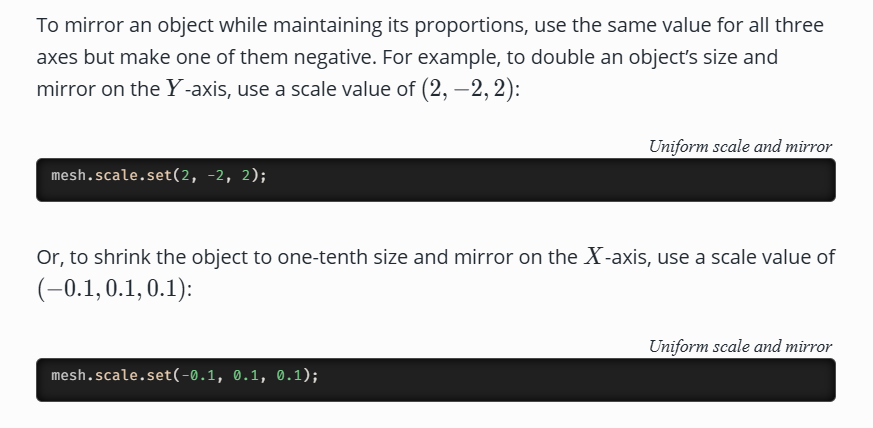 To mirror an object while maintaining its proportions, use the same value for all three
axes but make one of them negative. For example, to double an object’s size and
mirror on the Y-axis, use a scale value of (2, −2, 2):
Uniform scale and mirror
mesh.scale.set(2, -2, 2);
Or, to shrink the object to one-tenth size and mirror on the X-axis, use a scale value of
(−0.1, 0.1, 0.1):
Uniform scale and mirror
mesh.scale.set(-0.1, 0.1, 0.1);